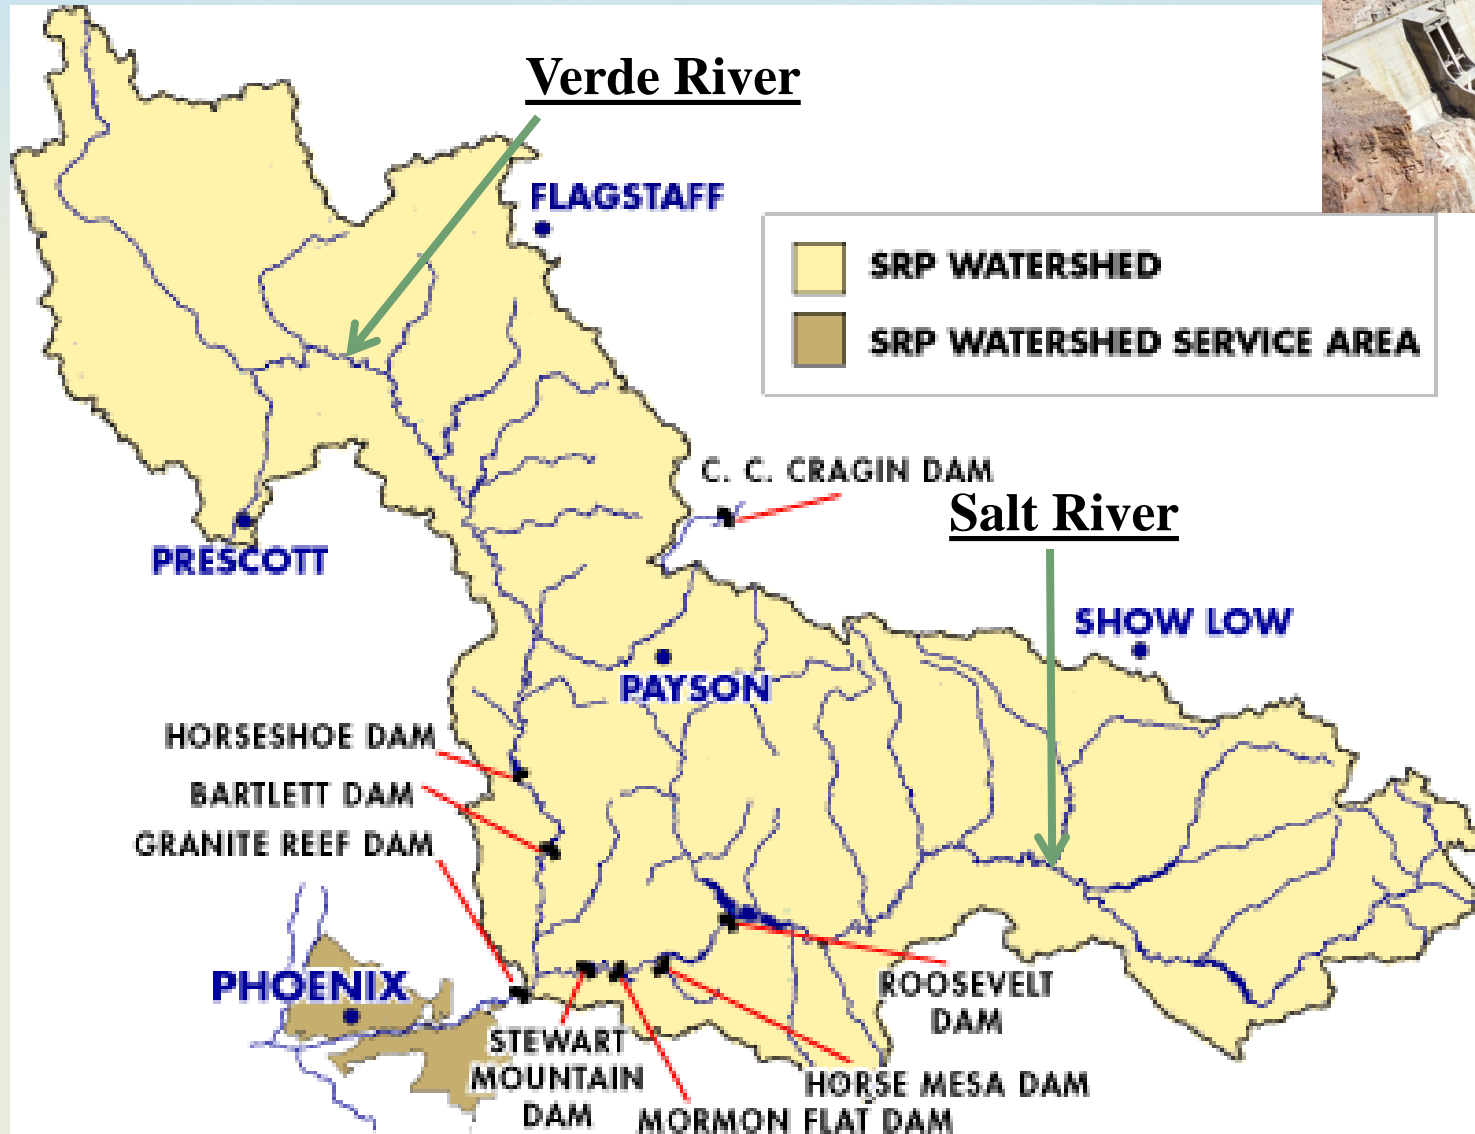 Verde River
FLAGSTAFF
SRP WATERSHED
SRP WATERSHED SERVICE AREA
C. C. CRAGIN DAM
Salt River
PRESCOTT
SHOW LOW
PAYSON
HORSESHOE DAM
BARTLETT DAM
GRANITE REEF DAM
PHOENIX
ROOSEVELT
DAM
STEWART
MOUNTAIN
DAM
HORSE MESA DAM
MORMON FLAT DAM